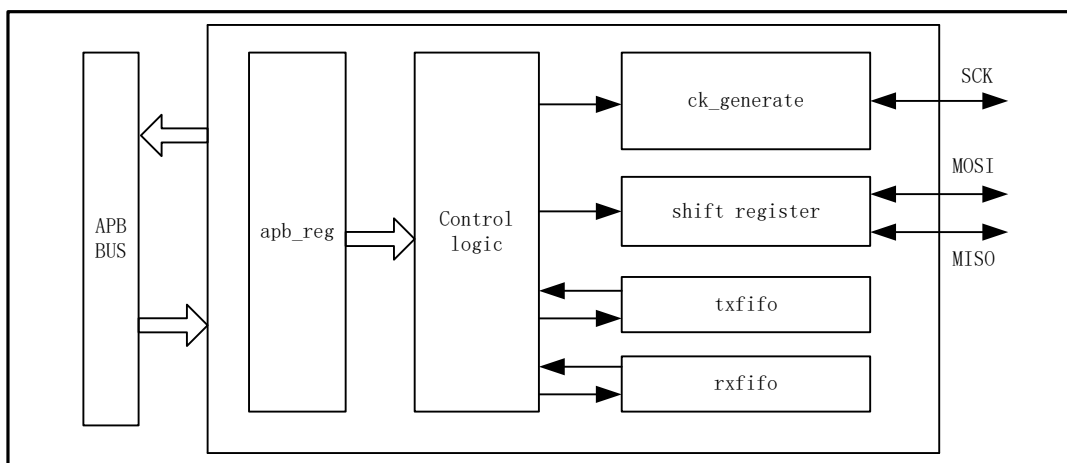 APB
BUS
apb_reg
Control
logic
ck_generate
shift register
txfifo
rxfifo
SCK
MOSI
MISO